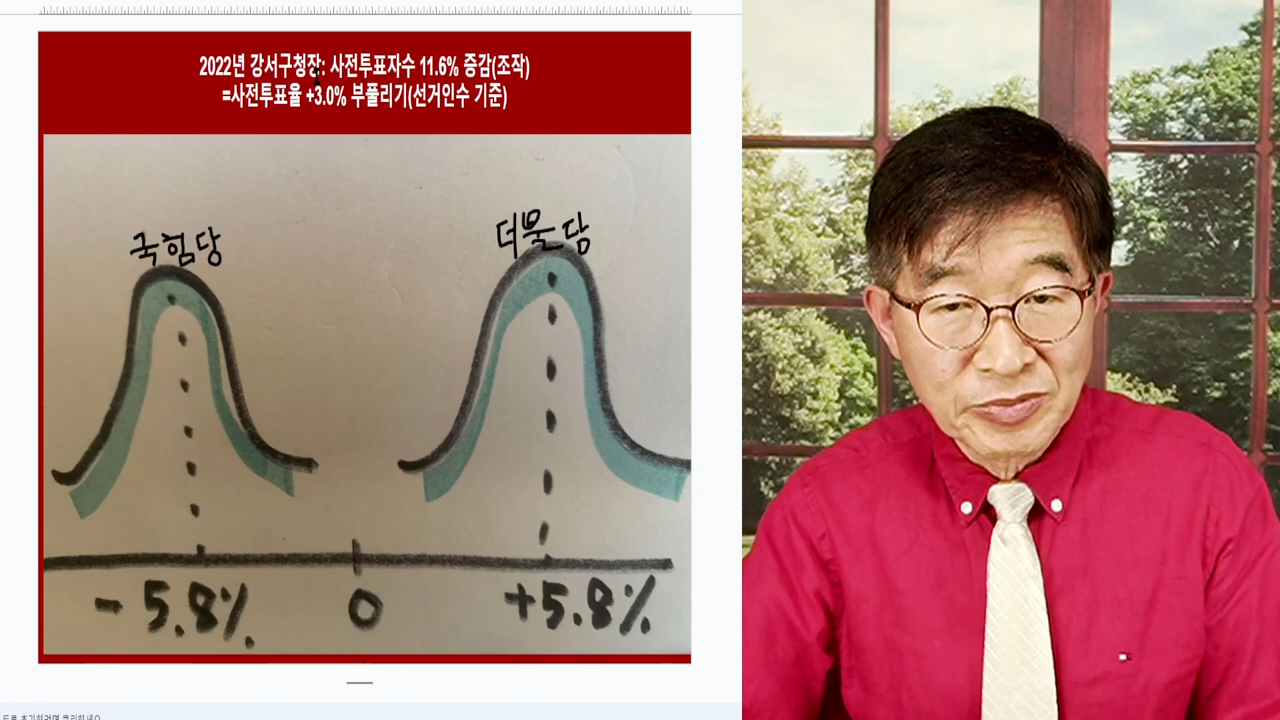 2022년 강서구청장: 사전투표자수 11.6% 증감(조작)
=사전투표율 +3.0% 부풀리기(선거인수 기준)
국힘당
더불당
- 5.8% 0 +5.8%